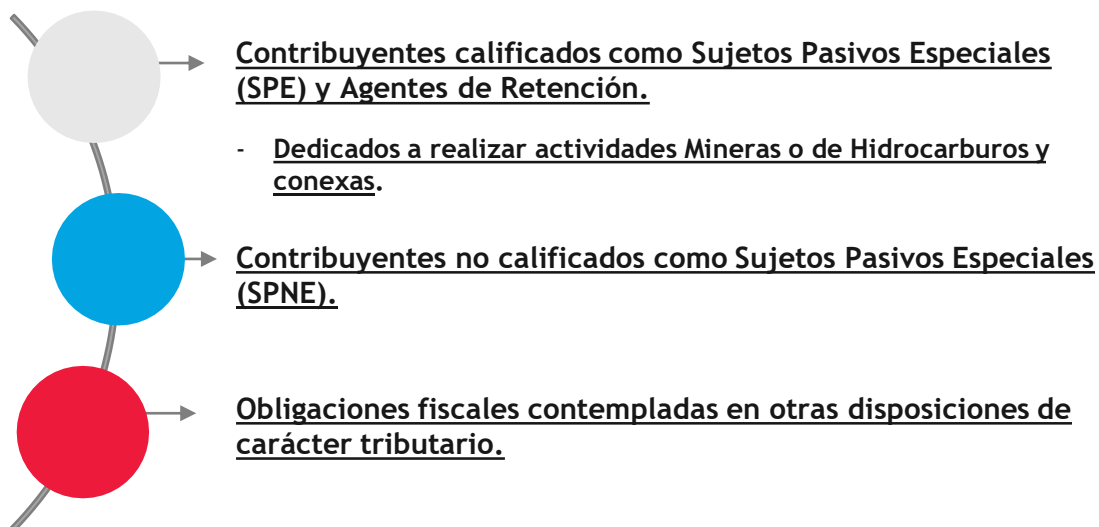 Contribuyentes calificados como Sujetos Pasivos Especiales
(SPE) y Agentes de Retención.
- Dedicados a realizar actividades Mineras o de Hidrocarburos y
conexas.
Contribuyentes no calificados como Sujetos Pasivos Especiales
(SPNE).
Obligaciones fiscales contempladas en otras disposiciones de
carácter tributario.